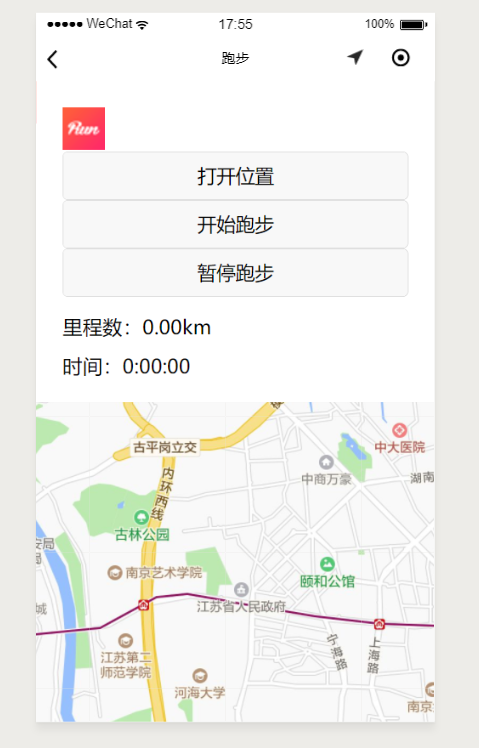 ●●●●● WeChat 17:55 100%
跑步
Run
打开位置
开始跑步
暂停跑步
里程数：0.00km
时间：0:00:00
古平岗立交
中大医院
内环西线
中商万豪
湖南
古林公园
安局
局
南京艺术学院
颐和公馆
城
江苏省人民政府
江苏第二
师范学院
宁海路
上海路
河海大学
南京